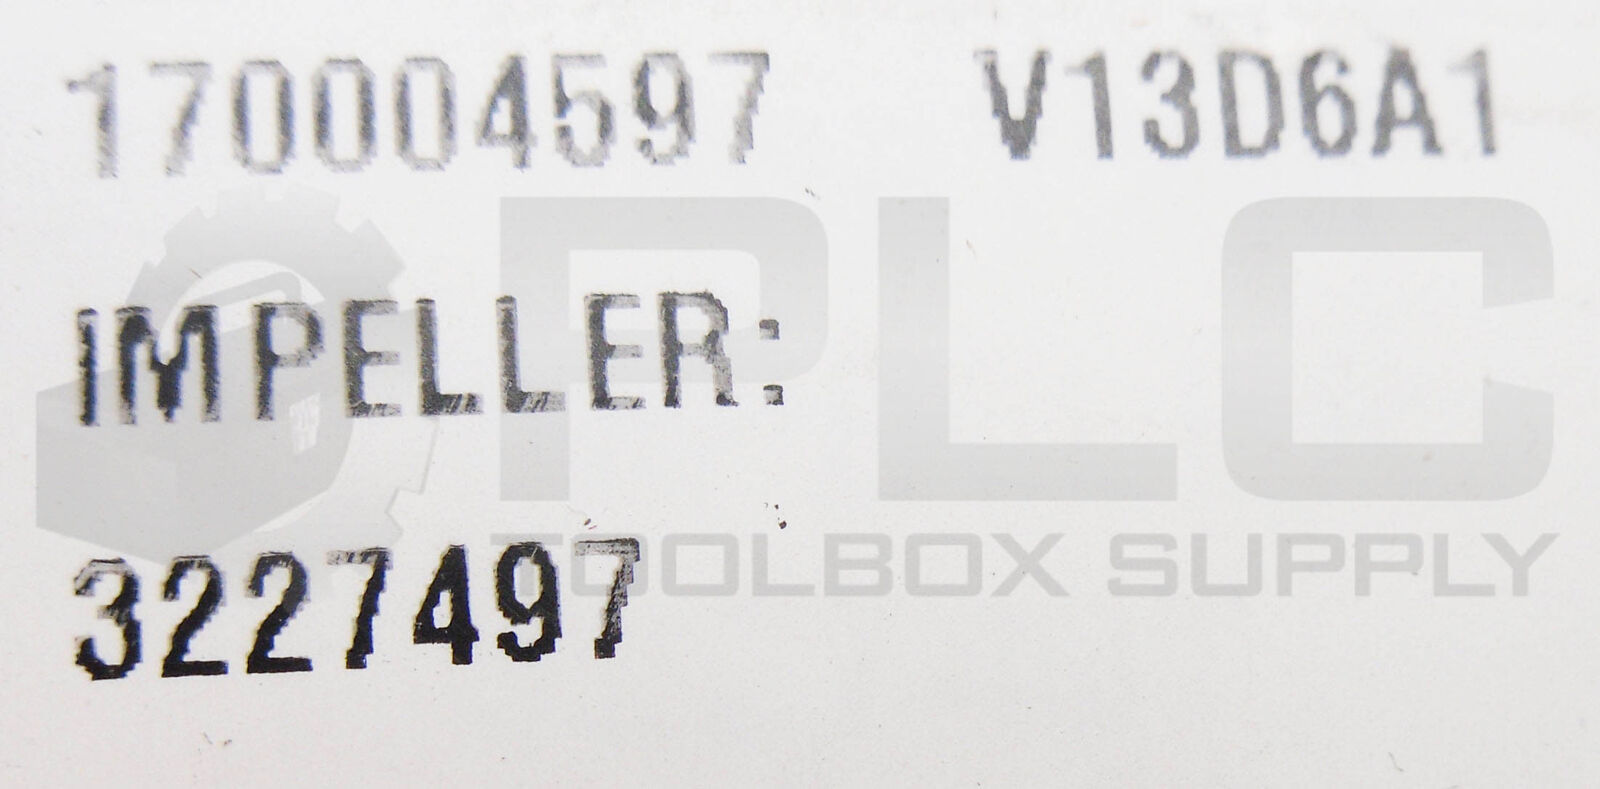 170004597 V13D6A1
IMPELLER:
3227497
PLC
TOOLBOX SUPPLY